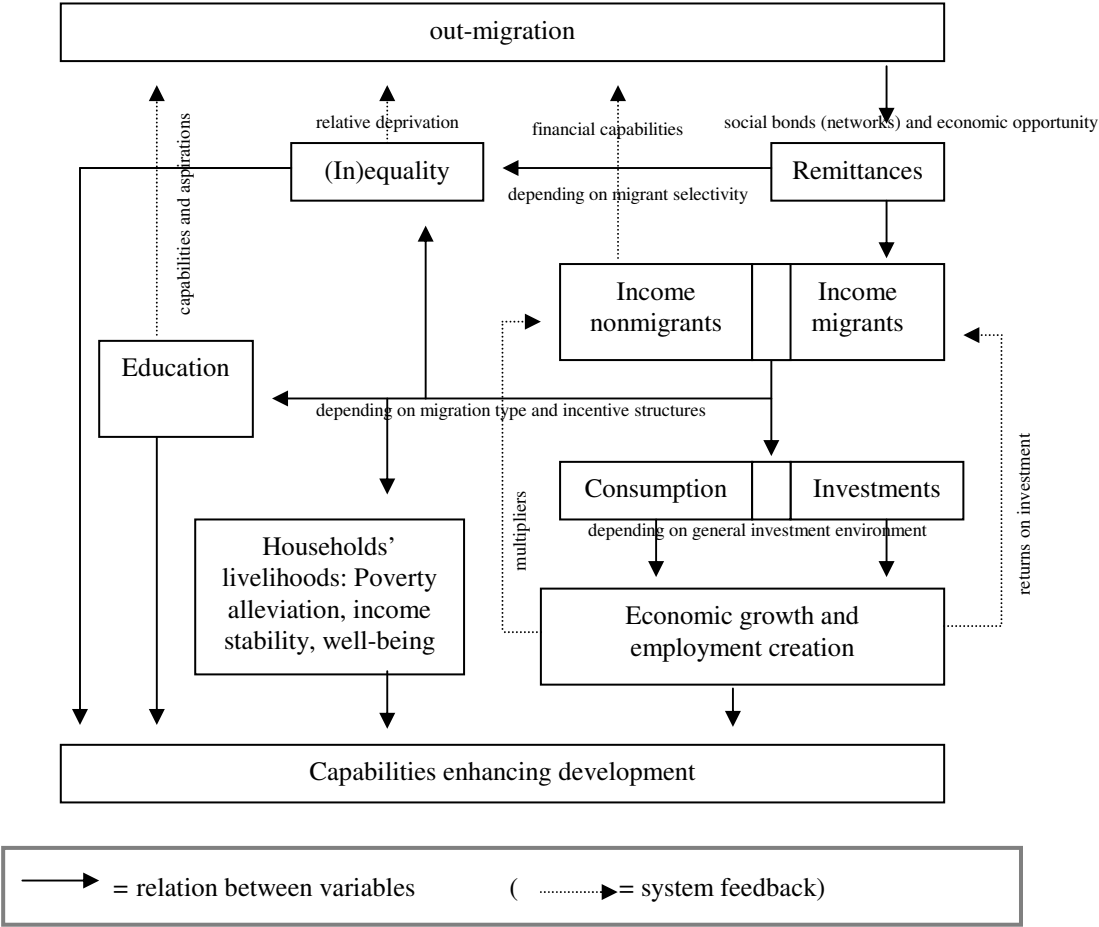 out-migration
relative deprivation
financial capabilities
social bonds (networks) and economic opportunity
capabilities and aspirations
(In)equality
Remittances
depending on migrant selectivity
Income
nonmigrants
Income
migrants
Education
depending on migration type and incentive structures
Consumption
Investments
depending on general investment environment
multipliers
returns on investment
Households’
livelihoods: Poverty
alleviation, income
stability, well-being
Economic growth and
employment creation
Capabilities enhancing development
= relation between variables
( = system feedback)